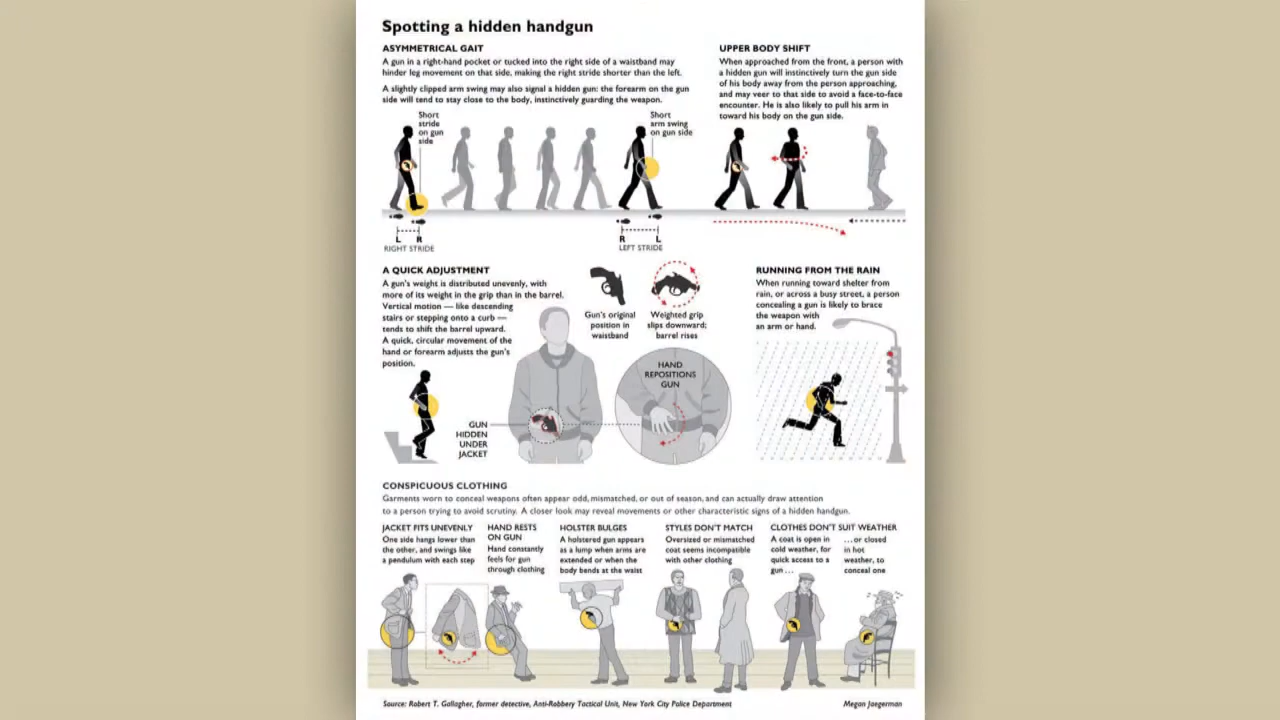 Spotting a hidden handgun
ASYMMETRICAL GAIT
A gun in a right-hand pocket or tucked into the right side of a waistband may
hinder leg movement on that side, making the right stride shorter than the left.
A slightly clipped arm swing may also signal a hidden gun: the forearm on the gun
side will tend to stay close to the body, instinctively guarding the weapon.
Short
stride
on gun
side
Short
arm swing
on gun side
L R
RIGHT STRIDE
R L
LEFT STRIDE
UPPER BODY SHIFT
When approached from the front, a person with
a hidden gun will instinctively turn the gun side
of his body away from the person approaching,
and may veer to that side to avoid a face-to-face
encounter. He is also likely to pull his arm in
toward his body on the gun side.
A QUICK ADJUSTMENT
A gun's weight is distributed unevenly, with
more of its weight in the grip than in the barrel.
Vertical motion — like descending
stairs or stepping onto a curb —
tends to shift the barrel upward.
A quick, circular movement of the
hand or forearm adjusts the gun's
position.
Gun's original
position in
waistband
Weighted grip
slips downward;
barrel rises
HAND
REPOSITIONS
GUN
GUN
HIDDEN
UNDER
JACKET
RUNNING FROM THE RAIN
When running toward shelter from
rain, or across a busy street, a person
concealing a gun is likely to brace
the weapon with
an arm or hand.
CONSPICUOUS CLOTHING
Garments worn to conceal weapons often appear odd, mismatched, or out of season, and can actually draw attention
to a person trying to avoid scrutiny. A closer look may reveal movements or other characteristic signs of a hidden handgun.
JACKET FITS UNEVENLY
One side hangs lower than
the other, and swings like
a pendulum with each step
HAND RESTS
ON GUN
Hand constantly
feels for gun
through clothing
HOLSTER BULGES
A holstered gun appears
as a lump when arms are
extended or when the
body bends at the waist
STYLES DON'T MATCH
Oversized or mismatched
coat seems incompatible
with other clothing
CLOTHES DON'T SUIT WEATHER
A coat is open in
cold weather, for
quick access to a
gun ...
...or closed
in hot
weather, to
conceal one
Source: Robert T. Gallagher, former detective, Anti-Robbery Tactical Unit, New York City Police Department
Megan Jaegerman